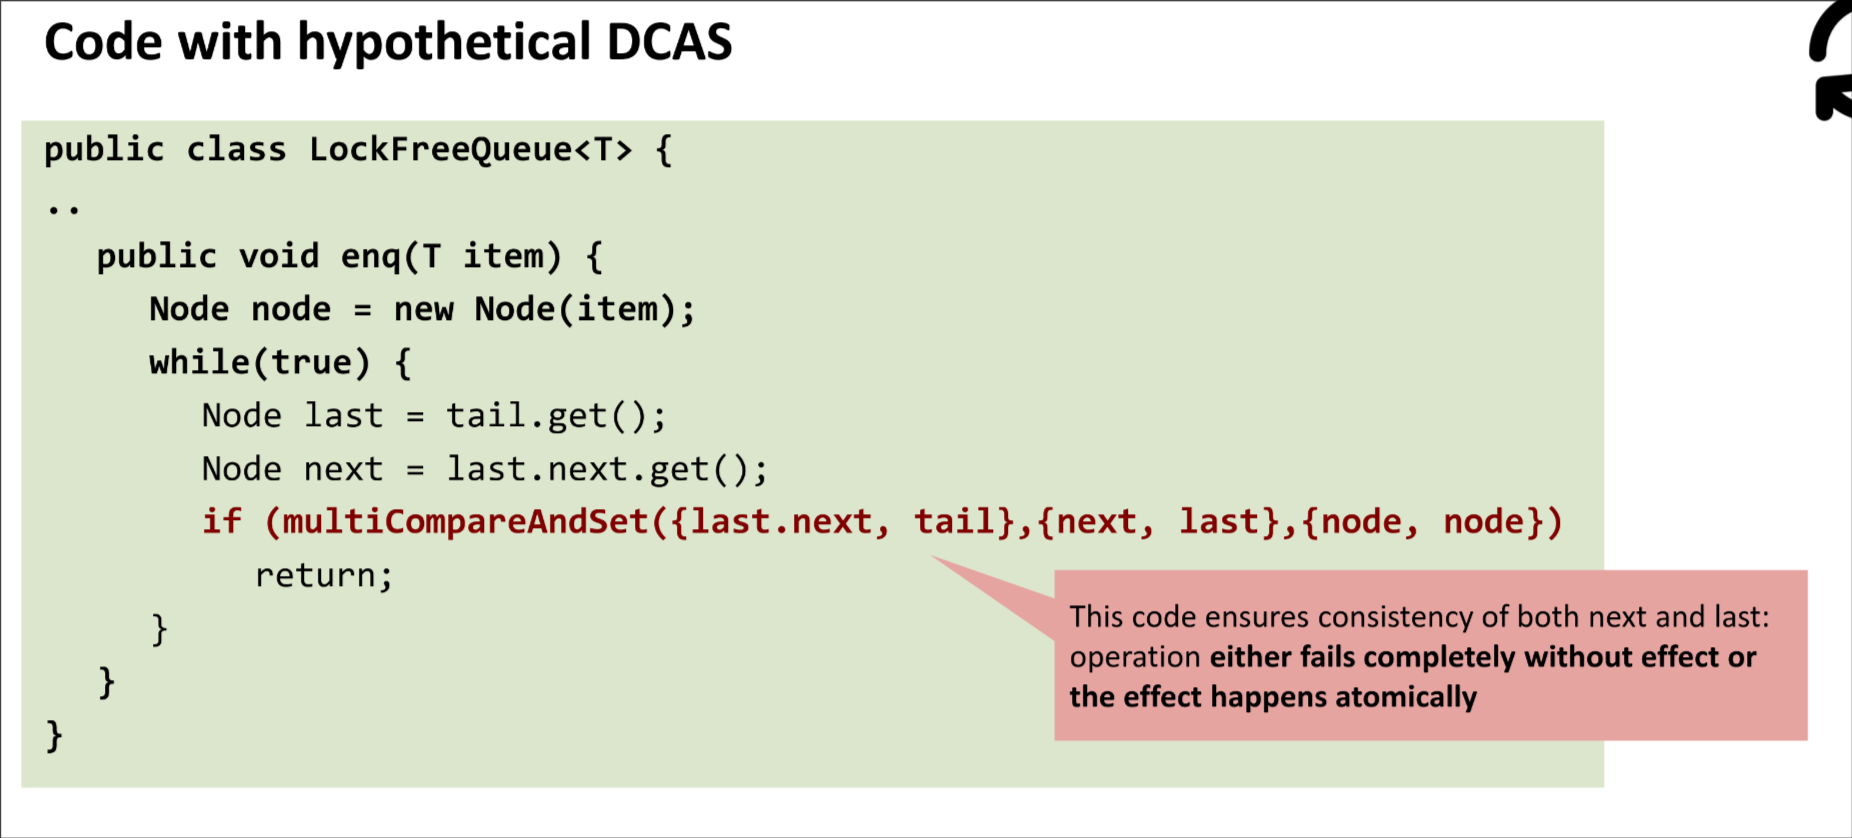 Code with hypothetical DCAS
public class LockFreeQueue<T> {
..
public void enq(T item) {
Node node = new Node(item);
while(true) {
Node last = tail.get();
Node next = last.next.get();
if (multiCompareAndSet({last.next, tail},{next, last},{node, node})
return;
}
}
}
This code ensures consistency of both next and last:
operation either fails completely without effect or
the effect happens atomically